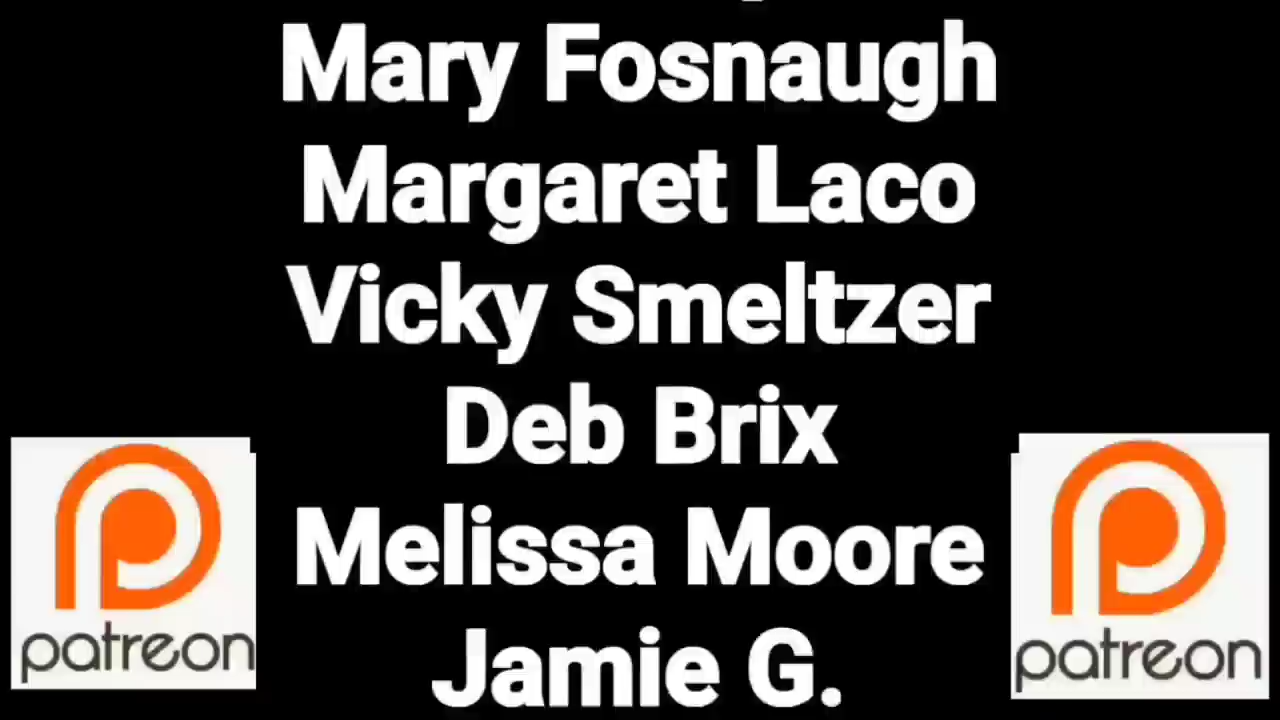 Mary Fosnaugh
Margaret Laco
Vicky Smeltzer
Deb Brix
Melissa Moore
Jamie G.
patreon
patreon